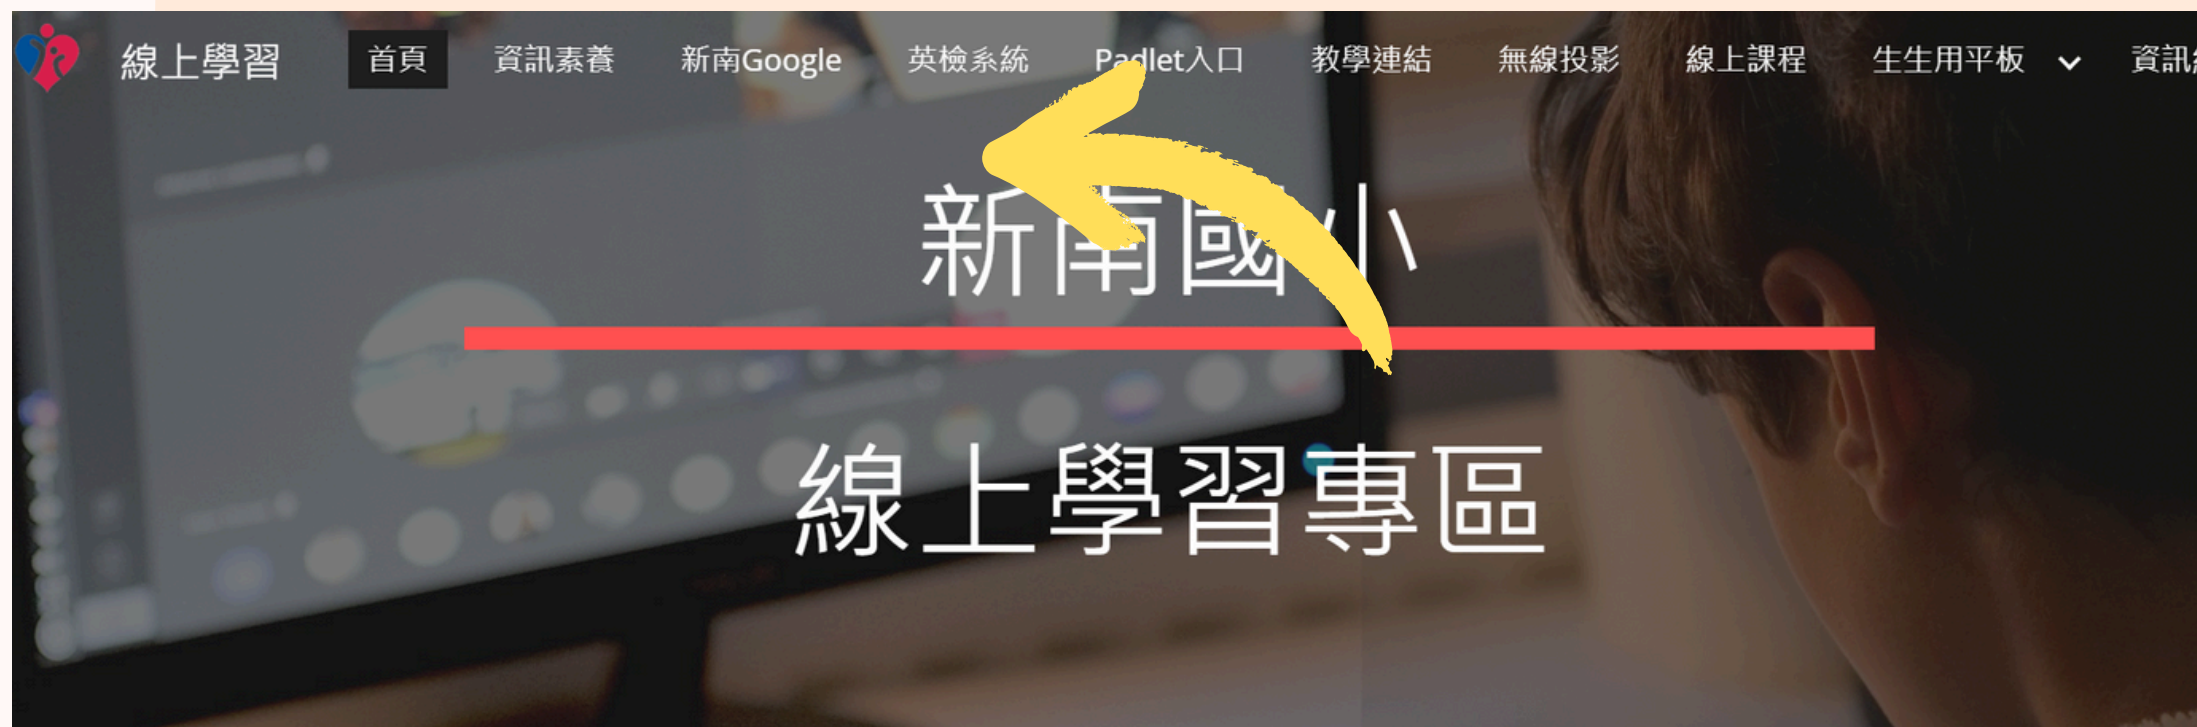 線上學習 首頁 資訊素養 新南Google 英檢系統 Padlet入口 教學連結 無線投影 線上課程 生生用平板 資訊
新南國小
線上學習專區